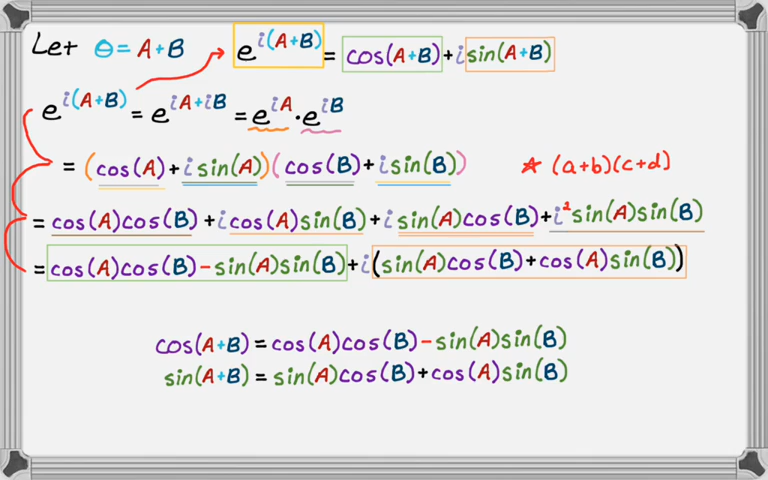 Let θ = A+B e^{i(A+B)} = cos(A+B) + i sin(A+B)
e^{i(A+B)} = e^{iA+iB} = e^{iA} · e^{iB}
= (cos(A) + i sin(A))(cos(B) + i sin(B)) ★ (a+b)(c+d)
= cos(A)cos(B) + i cos(A)sin(B) + i sin(A)cos(B) + i² sin(A)sin(B)
= cos(A)cos(B) - sin(A)sin(B) + i(sin(A)cos(B) + cos(A)sin(B))
cos(A+B) = cos(A)cos(B) - sin(A)sin(B)
sin(A+B) = sin(A)cos(B) + cos(A)sin(B)